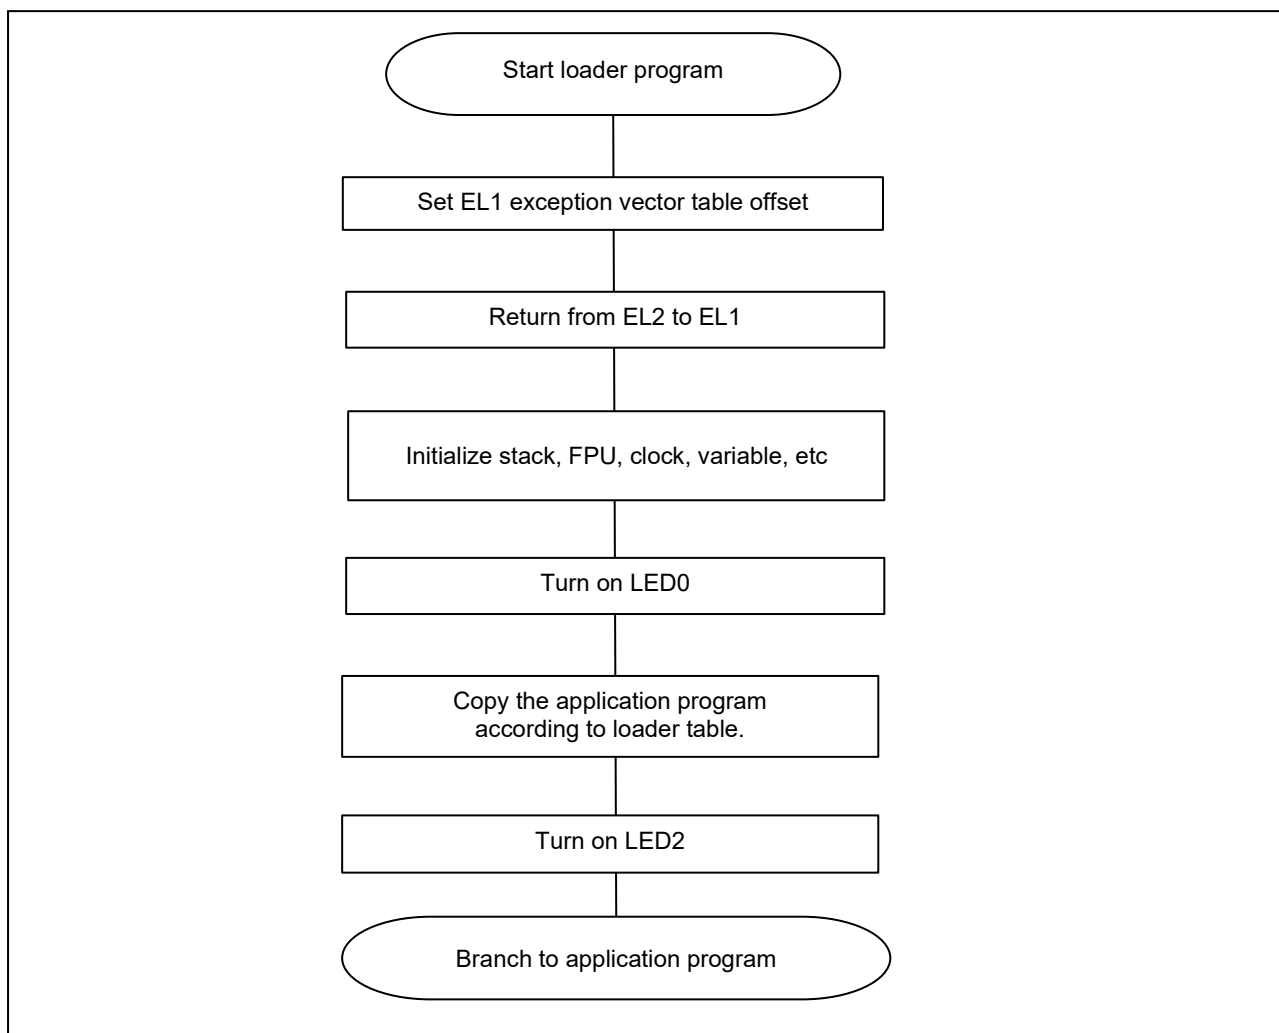 Start loader program
Set EL1 exception vector table offset
Return from EL2 to EL1
Initialize stack, FPU, clock, variable, etc
Turn on LED0
Copy the application program
according to loader table.
Turn on LED2
Branch to application program